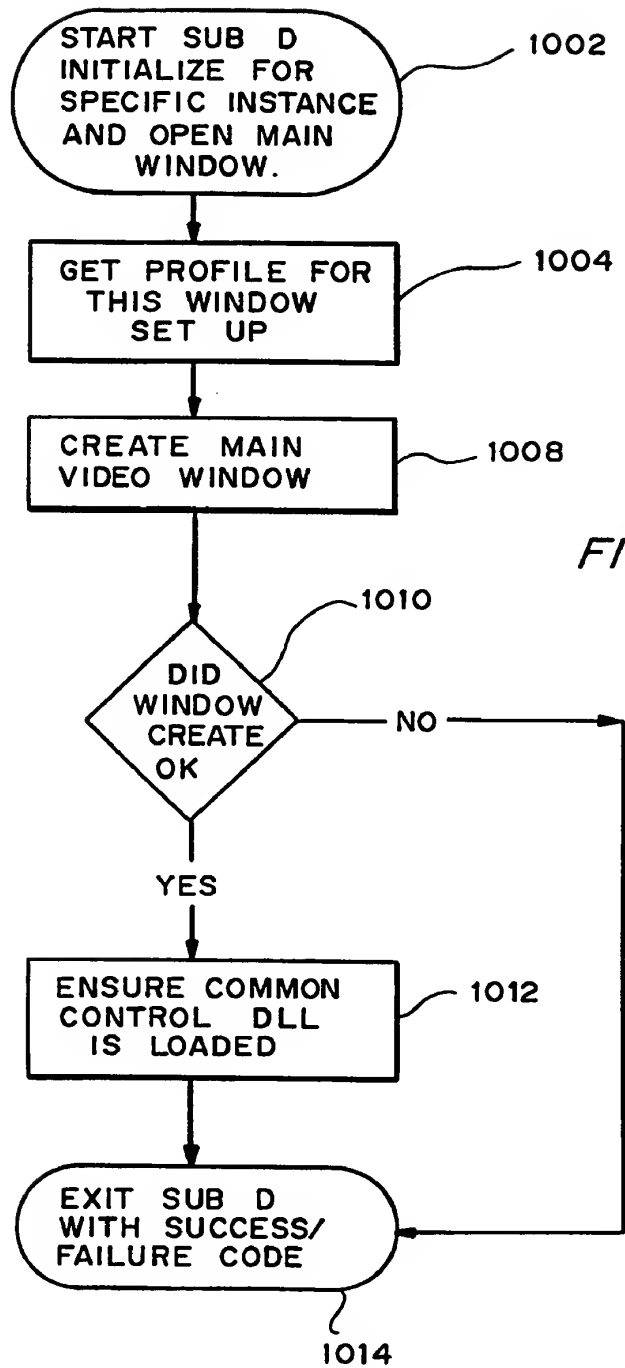 START SUB D
INITIALIZE FOR
SPECIFIC INSTANCE
AND OPEN MAIN
WINDOW.
1002
GET PROFILE FOR
THIS WINDOW
SET UP
1004
CREATE MAIN
VIDEO WINDOW
1008
FI
1010
DID
WINDOW
CREATE
OK
NO
YES
ENSURE COMMON
CONTROL DLL
IS LOADED
1012
EXIT SUB D
WITH SUCCESS/
FAILURE CODE
1014